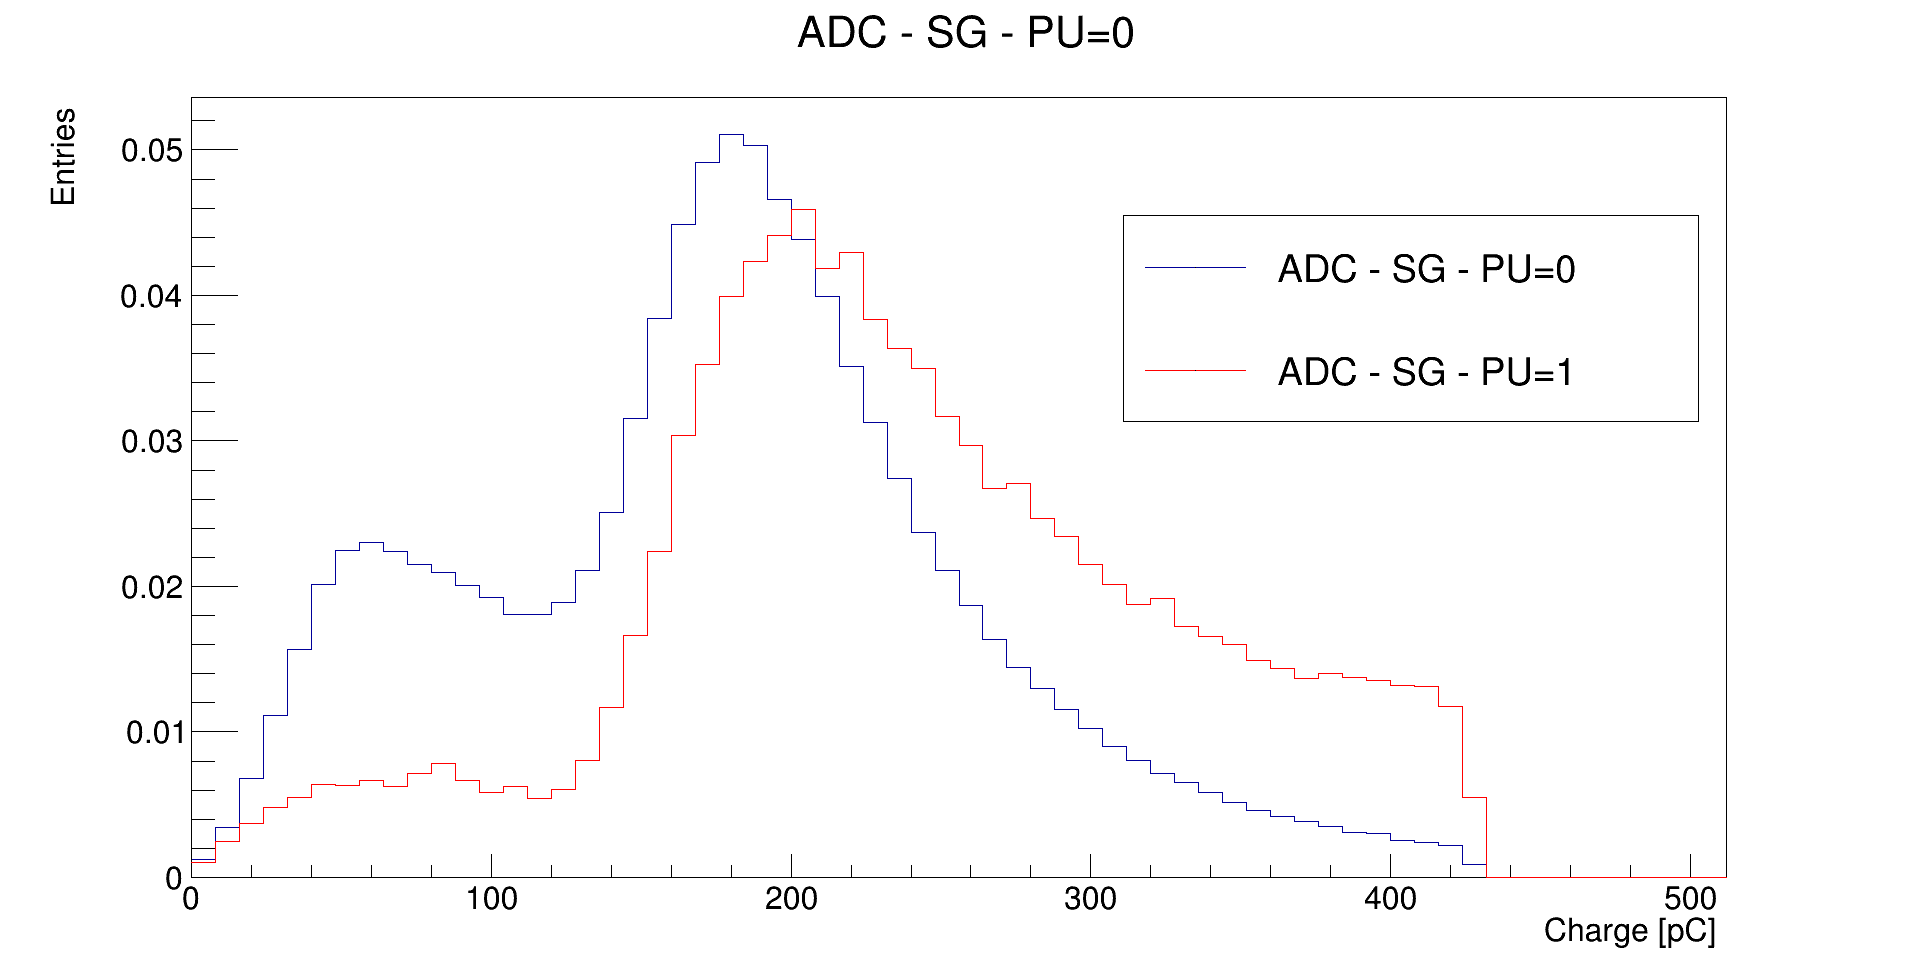 ADC - SG - PU=0
Entries
0.05
0.04
0.03
0.02
0.01
0
ADC - SG - PU=0
ADC - SG - PU=1
0 100 200 300 400 500
Charge [pC]